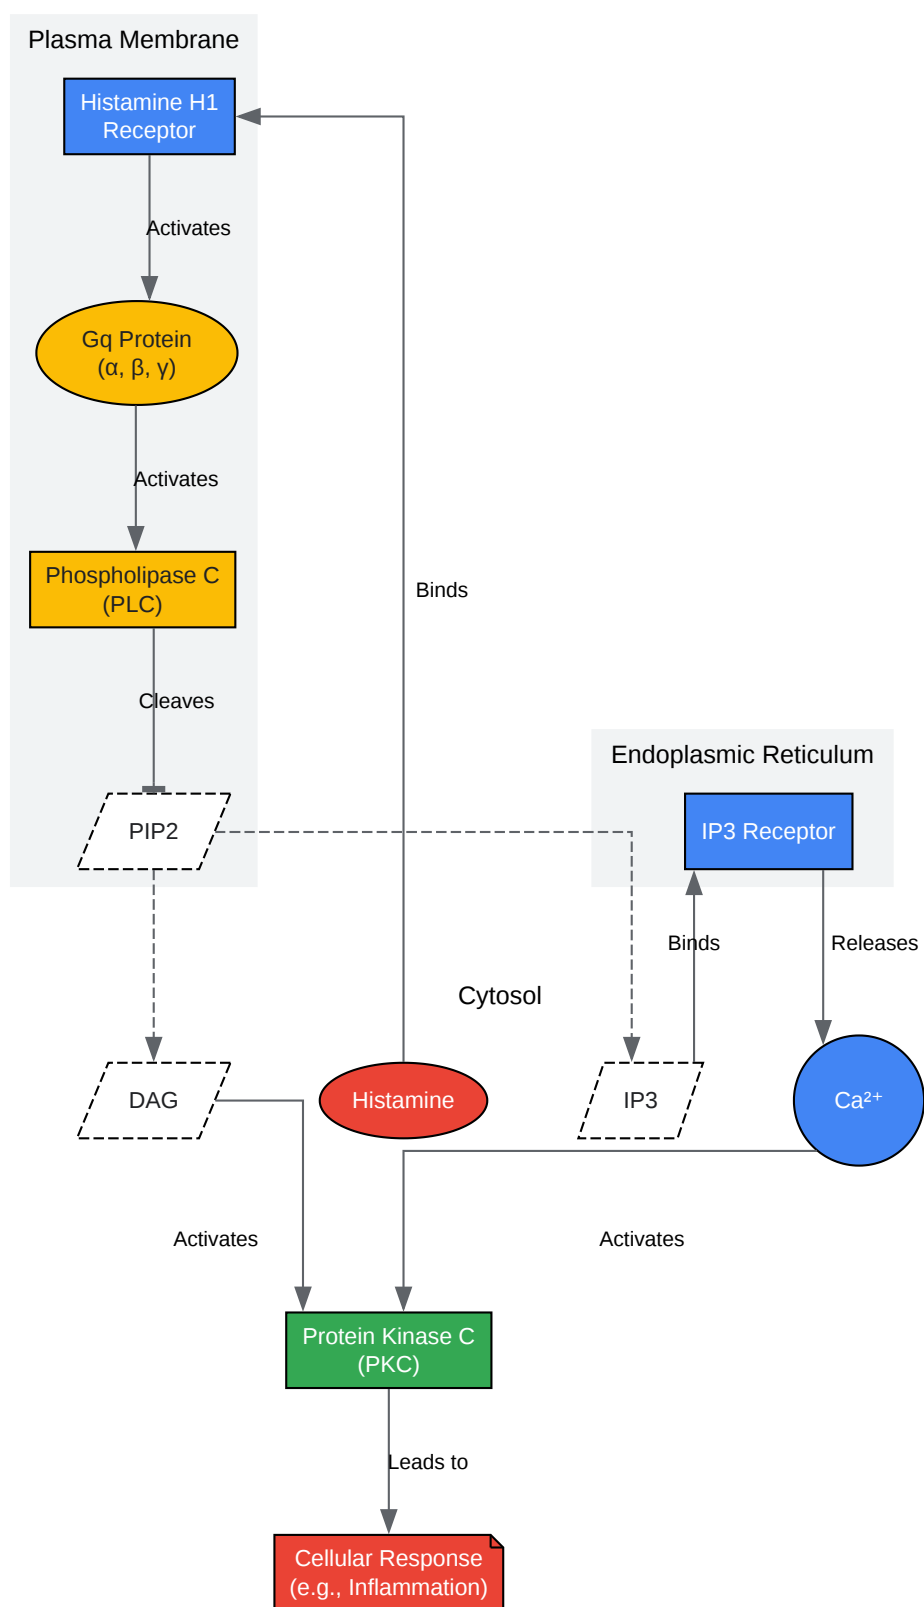 Plasma Membrane
Histamine H1
Receptor
Activates
Gq Protein
(α, β, γ)
Activates
Phospholipase C
(PLC)
Binds
Cleaves
Endoplasmic Reticulum
PIP2
IP3 Receptor
Binds
Releases
Cytosol
DAG
Histamine
IP3
Ca²⁺
Activates
Activates
Protein Kinase C
(PKC)
Leads to
Cellular Response
(e.g., Inflammation)